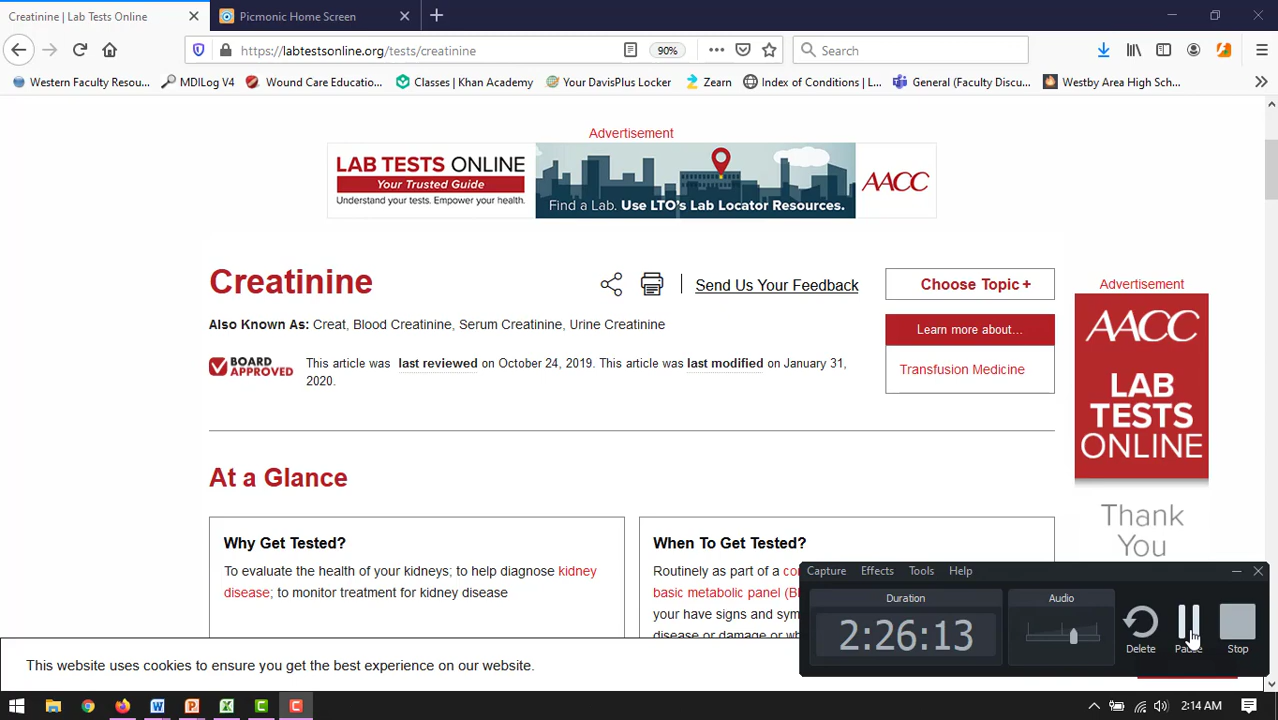 Creatinine | Lab Tests Online
Picmonic Home Screen
https://labtestsonline.org/tests/creatinine
90%
Search
Western Faculty Resou...
MDILog V4
Wound Care Educatio...
Classes | Khan Academy
Your DavisPlus Locker
Zearn
Index of Conditions | L...
General (Faculty Discu...
Westby Area High Sch...
Advertisement
LAB TESTS ONLINE
Your Trusted Guide
Understand your tests. Empower your health.
Find a Lab. Use LTO's Lab Locator Resources.
AACC
Creatinine
Send Us Your Feedback
Choose Topic +
Also Known As: Creat, Blood Creatinine, Serum Creatinine, Urine Creatinine
BOARD
APPROVED
This article was last reviewed on October 24, 2019. This article was last modified on January 31,
2020.
Learn more about...
Transfusion Medicine
Advertisement
AACC
LAB
TESTS
ONLINE
Thank
You
At a Glance
Why Get Tested?
To evaluate the health of your kidneys; to help diagnose kidney
disease; to monitor treatment for kidney disease
When To Get Tested?
Routinely as part of a
basic metabolic panel
your have signs and
disease or damage or
Capture Effects Tools Help
Duration
2:26:13
Audio
Delete
Pause
Stop
This website uses cookies to ensure you get the best experience on our website.
2:14 AM